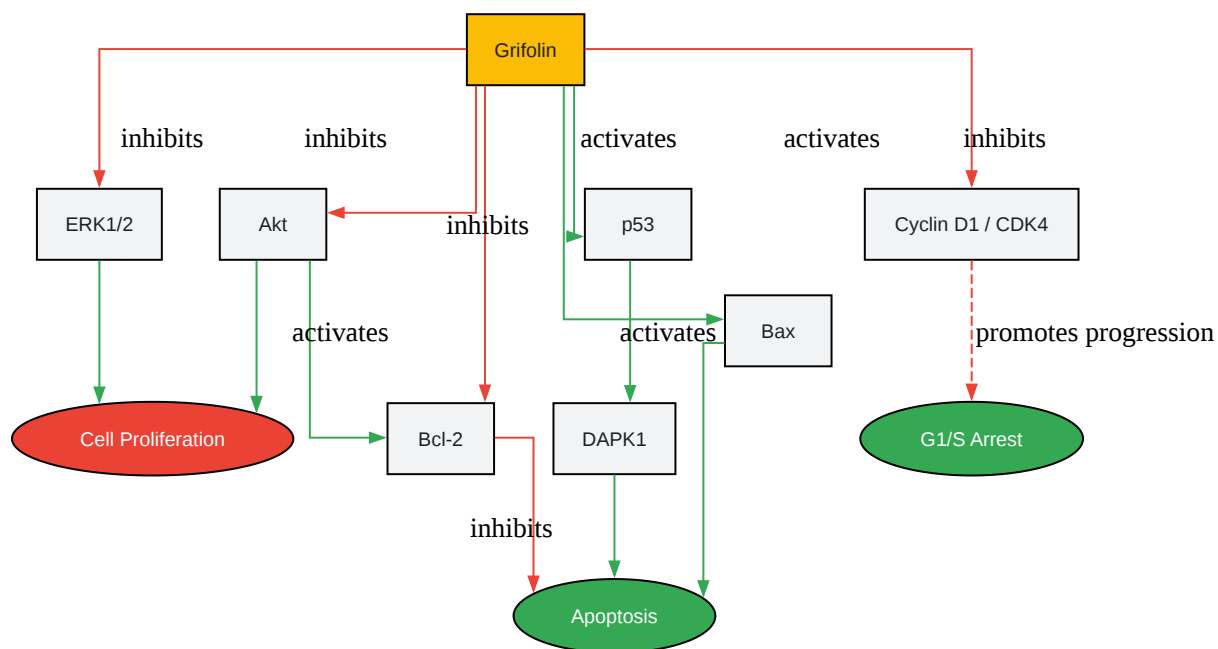 Grifolin
inhibits
inhibits
activates
activates
inhibits
ERK1/2
Akt
inhibits
p53
Cyclin D1 / CDK4
activates
activates
Bax
promotes progression
Cell Proliferation
Bcl-2
DAPK1
G1/S Arrest
inhibits
Apoptosis